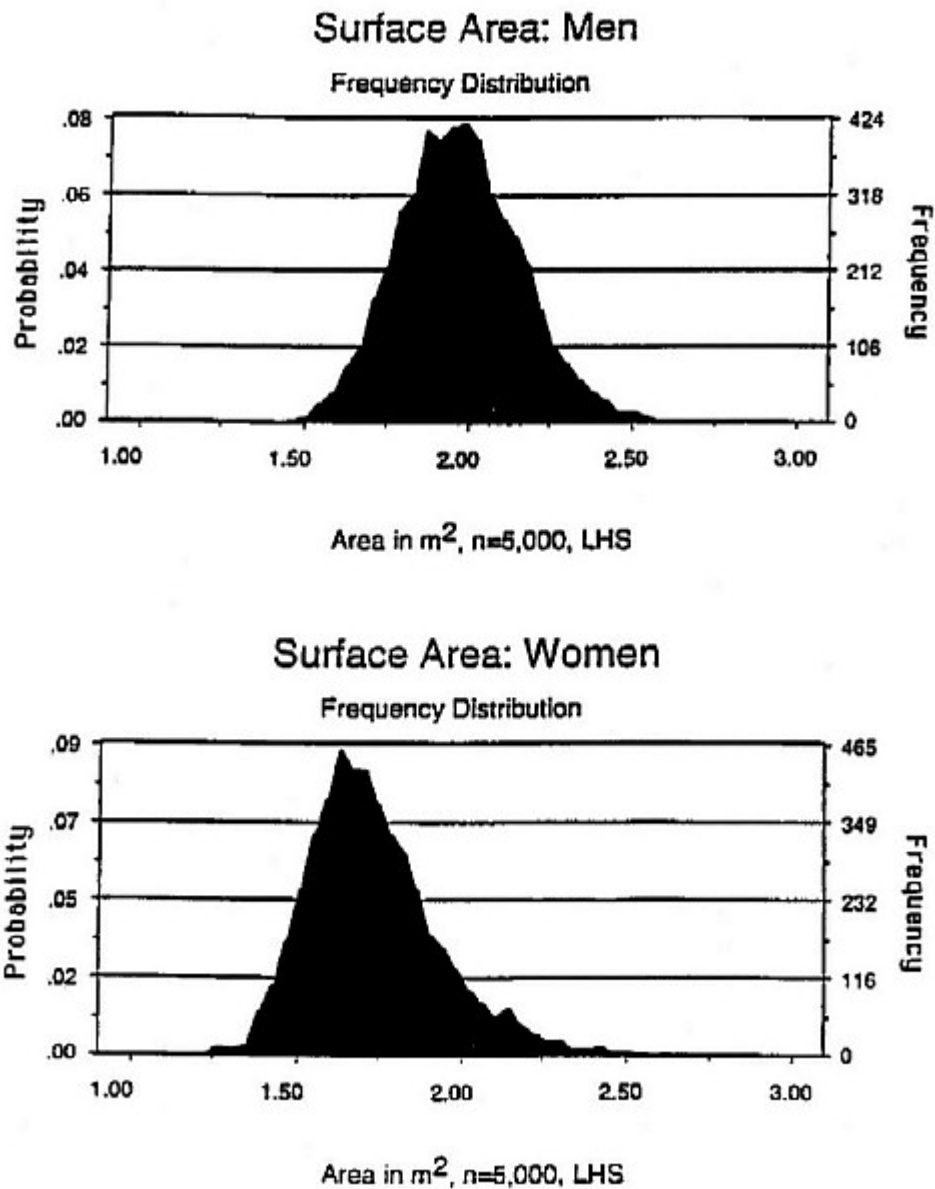 Surface Area: Men
Frequency Distribution
.08
.06
.04
.02
.00
Probability
424
318
212
106
0
Frequency
1.00 1.50 2.00 2.50 3.00
Area in m², n=5,000, LHS
Surface Area: Women
Frequency Distribution
.09
.07
.05
.02
.00
Probability
465
349
232
116
0
Frequency
1.00 1.50 2.00 2.50 3.00
Area in m², n=5,000, LHS